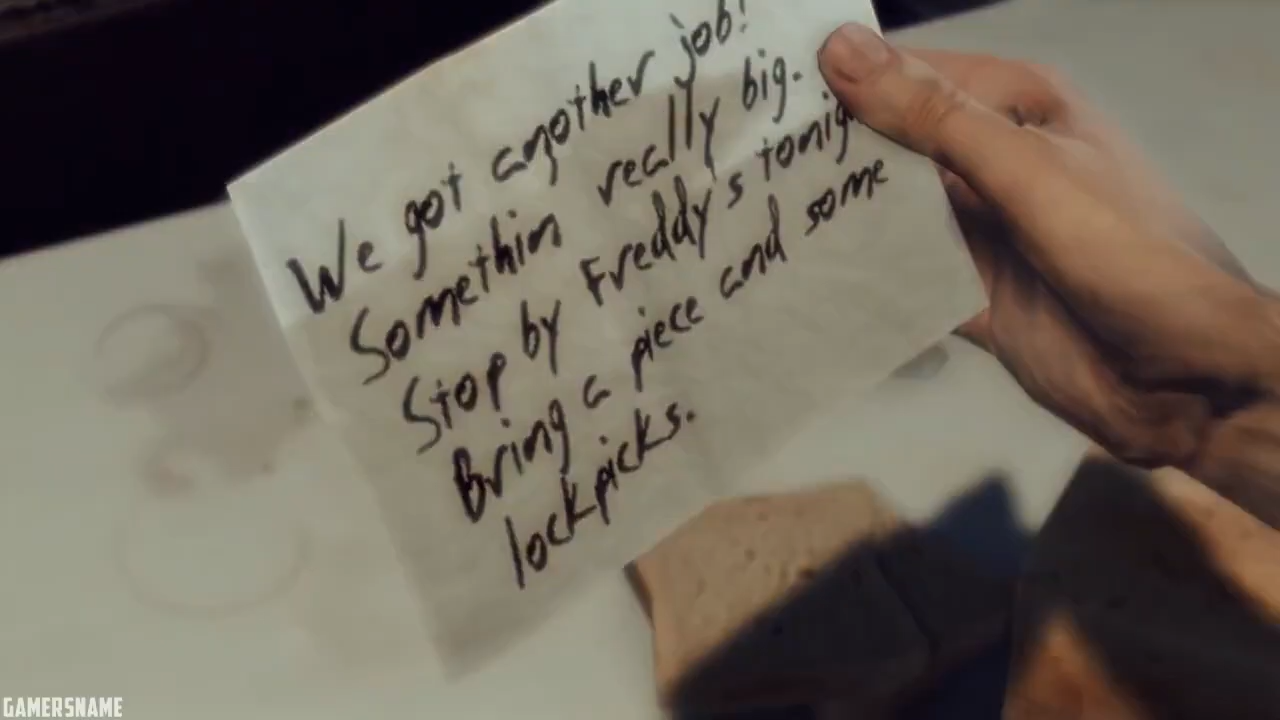 We got another job!
Somethin really big.
Stop by Freddy's
Bring a piece and some
lockpicks.
GAMERSNAME